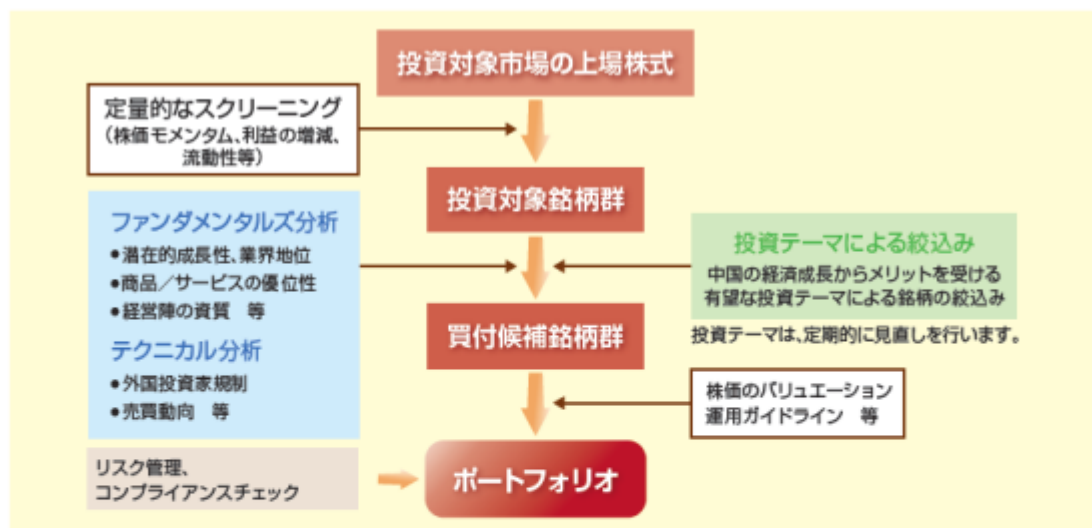 投資対象市場の上場株式
定量的なスクリーニング
(株価モメンタム、利益の増減、
流動性等)
投資対象銘柄群
ファンダメンタルズ分析
●潜在的成長性、業界地位
●商品/サービスの優位性
●経営陣の資質 等
テクニカル分析
●外国投資家規制
●売買動向 等
投資テーマによる絞込み
中国の経済成長からメリットを受ける
有望な投資テーマによる銘柄の絞込み
投資テーマは、定期的に見直しを行います。
買付候補銘柄群
株価のバリュエーション
運用ガイドライン 等
リスク管理、
コンプライアンスチェック
ポートフォリオ